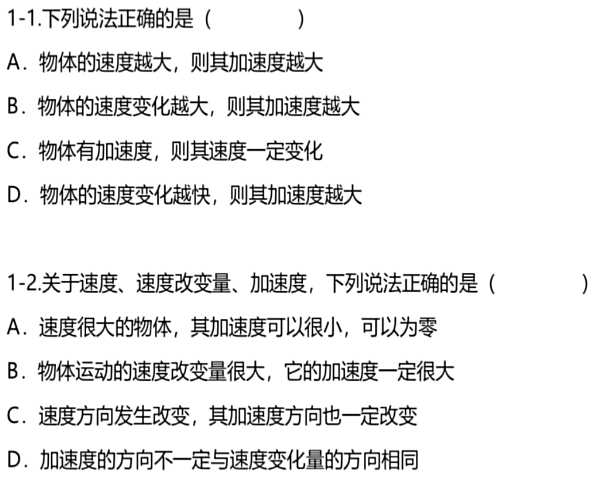 1-1.下列说法正确的是（ ）
A．物体的速度越大，则其加速度越大
B．物体的速度变化越大，则其加速度越大
C．物体有加速度，则其速度一定变化
D．物体的速度变化越快，则其加速度越大
1-2.关于速度、速度改变量、加速度，下列说法正确的是（ ）
A．速度很大的物体，其加速度可以很小，可以为零
B．物体运动的速度改变量很大，它的加速度一定很大
C．速度方向发生改变，其加速度方向也一定改变
D．加速度的方向不一定与速度变化量的方向相同